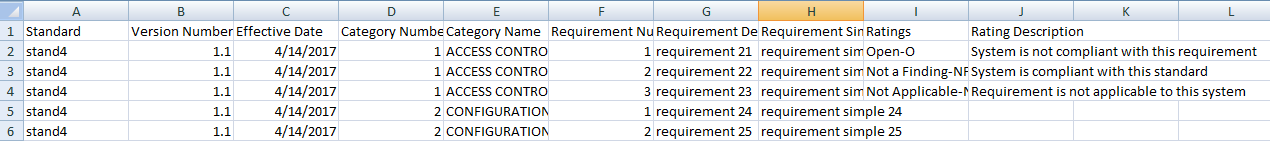 A B C D E F G H I J K L
1 Standard Version Number Effective Date Category Numbe Category Name Requirement Nu Requirement De Requirement Sin Ratings Rating Description
2 stand4 1.1 4/14/2017 1 ACCESS CONTRO 1 requirement 21 requirement sim Open-O System is not compliant with this requirement
3 stand4 1.1 4/14/2017 1 ACCESS CONTRO 2 requirement 22 requirement sim Not a Finding-NF System is compliant with this standard
4 stand4 1.1 4/14/2017 1 ACCESS CONTRO 3 requirement 23 requirement sim Not Applicable-N Requirement is not applicable to this system
5 stand4 1.1 4/14/2017 2 CONFIGURATION 1 requirement 24 requirement simple 24
6 stand4 1.1 4/14/2017 2 CONFIGURATION 2 requirement 25 requirement simple 25